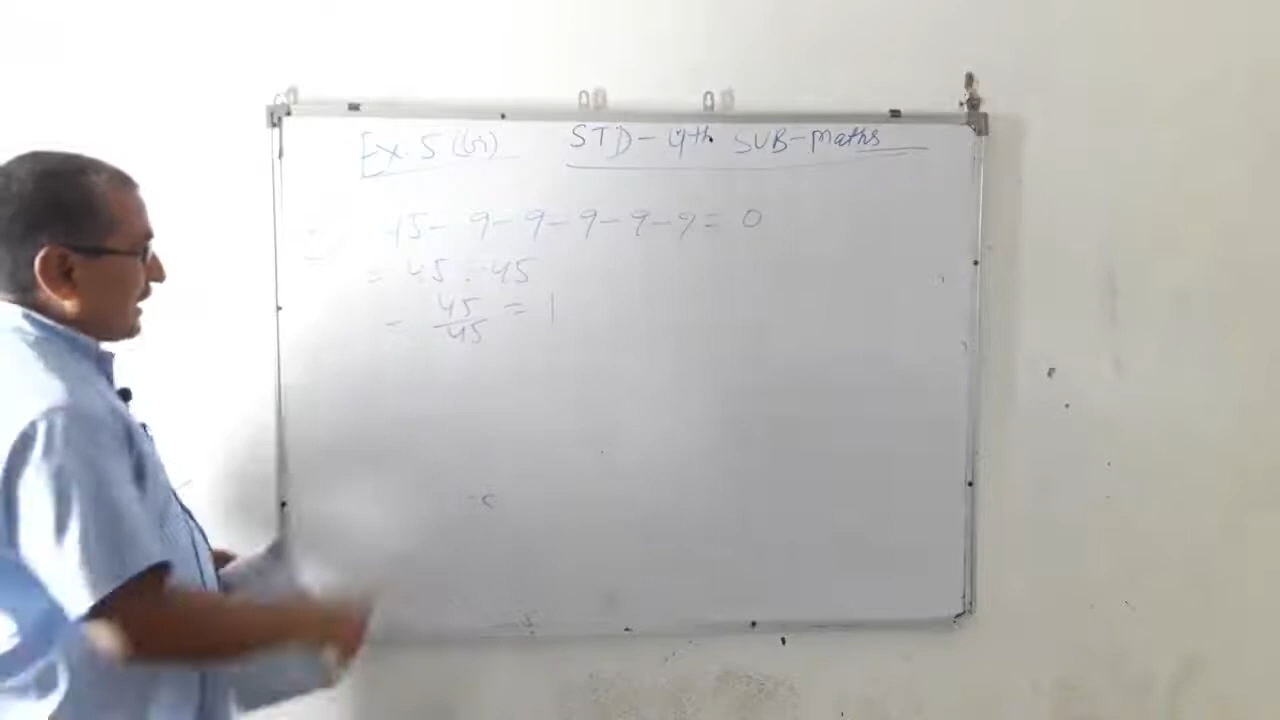 Ex. 5 STD - 4th SUB - Maths
45 - 9 - 9 - 9 - 9 - 9 = 0
= 45 ÷ 45
= 45/45 = 1